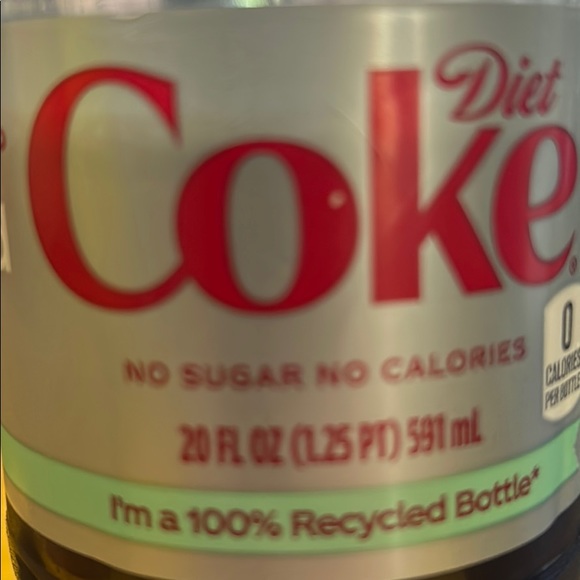 Diet
Coke®
NO SUGAR NO CALORIES
0
CALORIES
PER BOTTLE
20 FL OZ (1.25 PT) 591 mL
I'm a 100% Recycled Bottle*